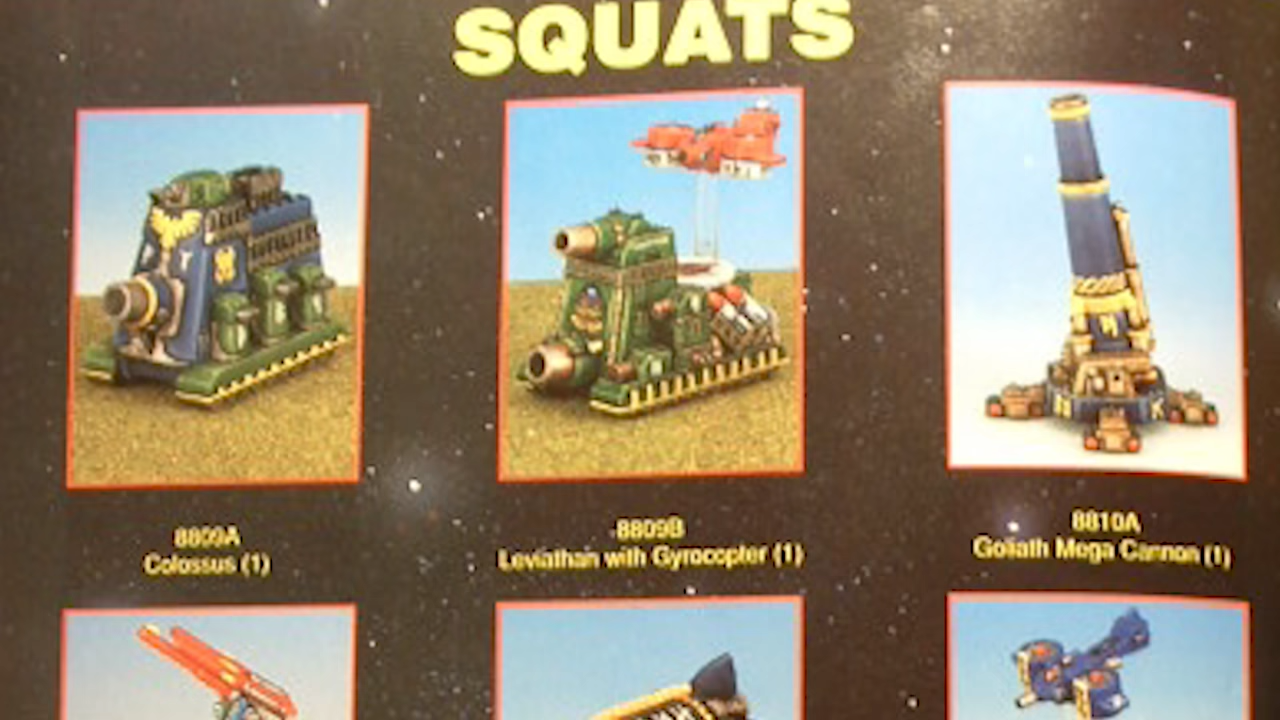 SQUATS
8809A
Colossus (1)
8809B
Leviathan with Gyrocopter (1)
8810A
Goliath Mega Cannon (1)